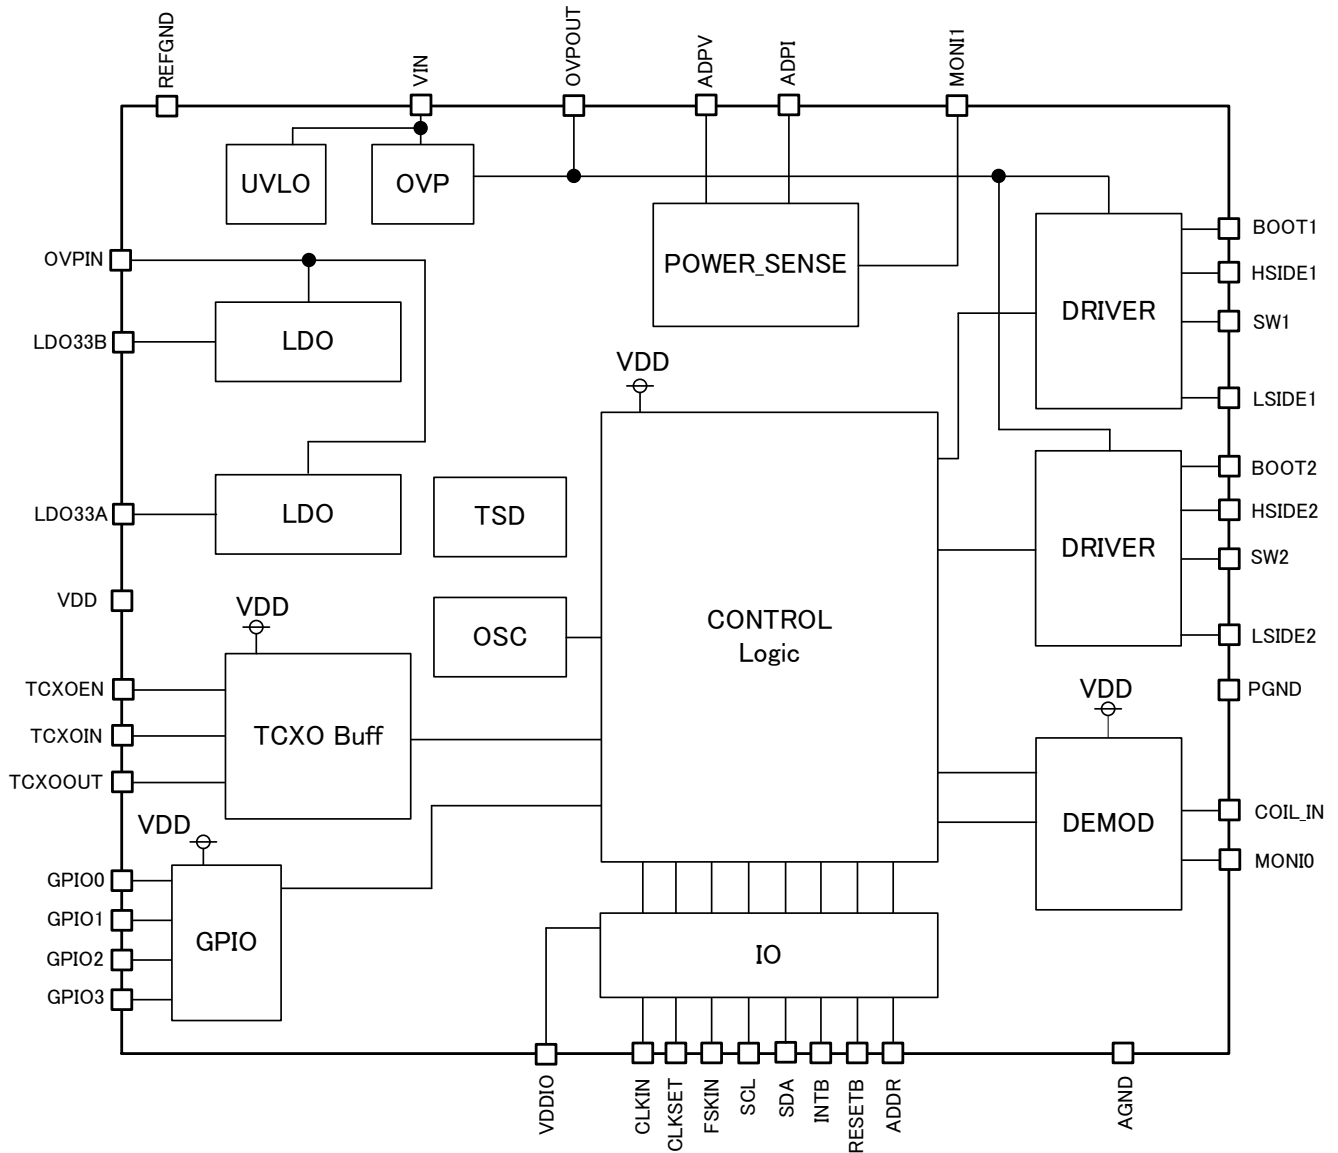 REFGND
VIN
OVPOUT
ADPV
ADPI
MONI1
UVLO
OVP
POWER_SENSE
OVPIN
LDO33B
LDO
LDO33A
LDO
VDD
TSD
OSC
VDD
CONTROL
Logic
DRIVER
BOOT1
HSIDE1
SW1
LSIDE1
DRIVER
BOOT2
HSIDE2
SW2
LSIDE2
PGND
VDD
TCXOEN
TCXOIN
TCXOOUT
VDD
TCXO Buff
VDD
GPIO0
GPIO1
GPIO2
GPIO3
GPIO
DEMOD
COIL_IN
MONI0
IO
VDDIO
CLKIN
CLKSET
FSKIN
SCL
SDA
INTB
RESETB
ADDR
AGND